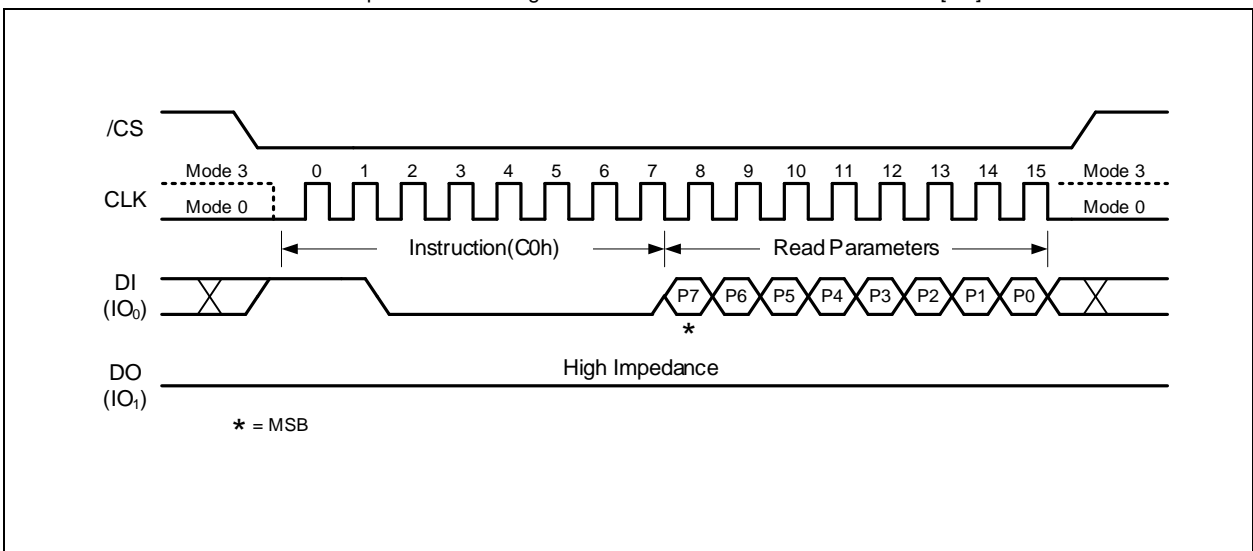 /CS
Mode 3 0 1 2 3 4 5 6 7 8 9 10 11 12 13 14 15 Mode 3
CLK
Mode 0 Mode 0
Instruction(C0h) Read Parameters
DI
(IO₀)
P7 P6 P5 P4 P3 P2 P1 P0
*
High Impedance
DO
(IO₁)
* = MSB